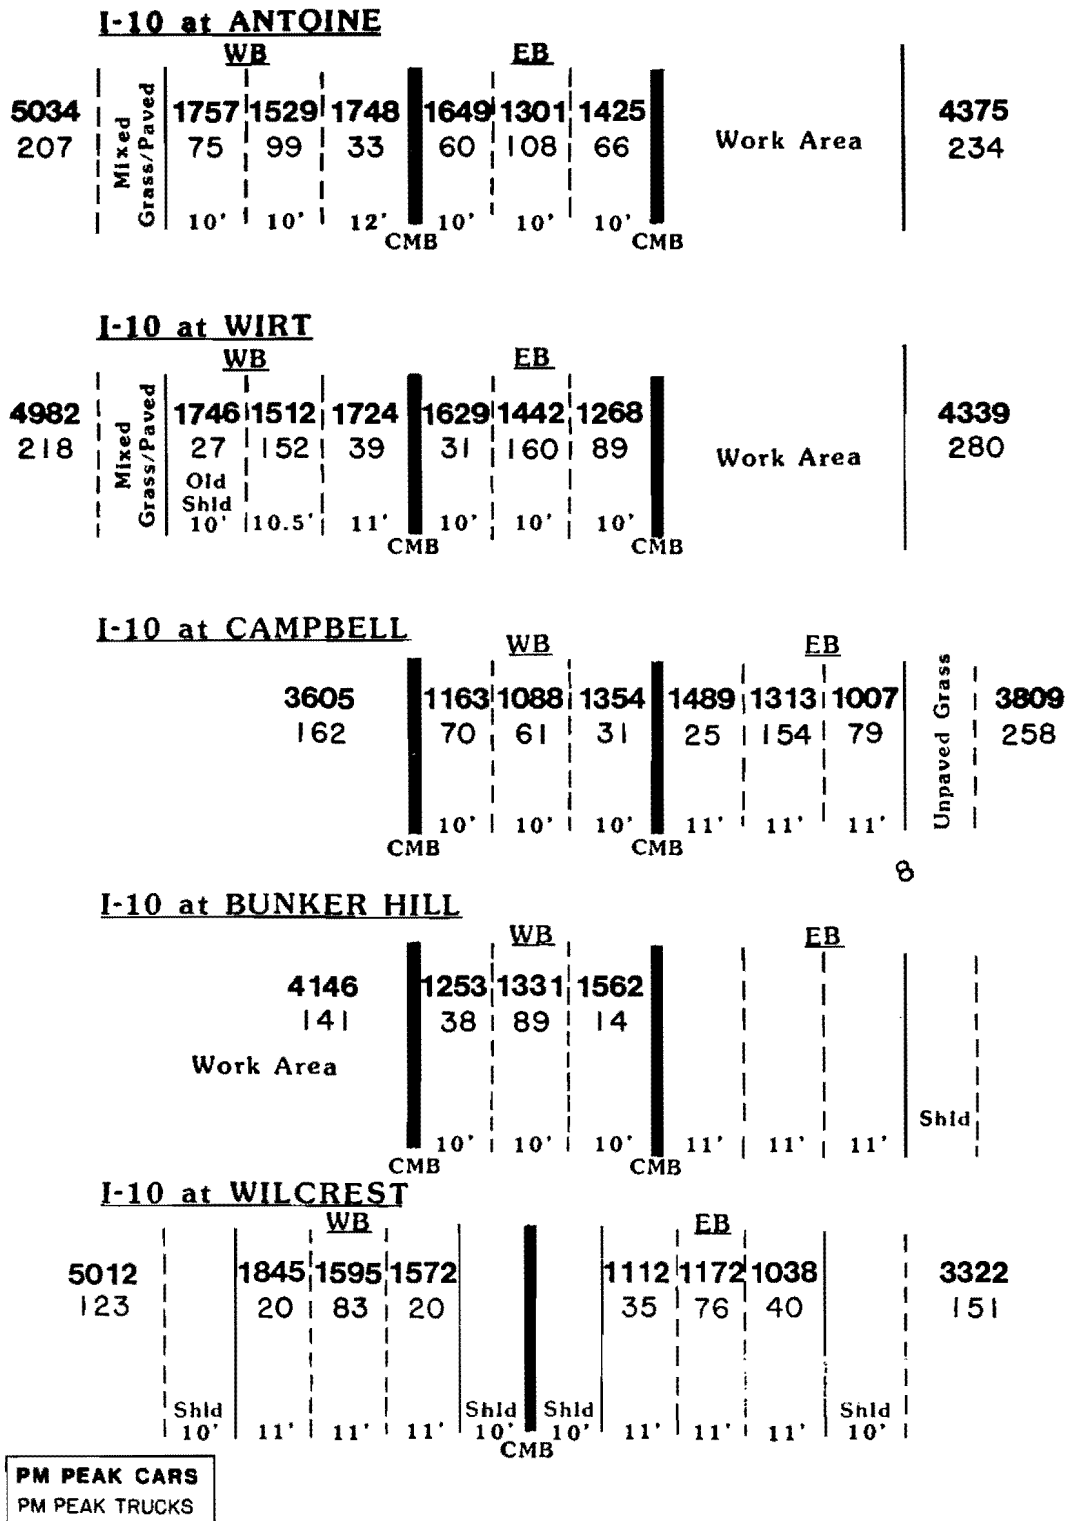 I-10 at ANTOINE
WB EB
5034 1757 1529 1748 1649 1301 1425 4375
207 Mixed Grass/Paved 75 99 33 60 108 66 Work Area 234
10' 10' 12' 10' 10' 10'
CMB CMB
I-10 at WIRT
WB EB
4982 1746 1512 1724 1629 1442 1268 4339
218 Mixed Grass/Paved 27 152 39 31 160 89 Work Area 280
Old
Shld
10' 10.5' 11' 10' 10' 10'
CMB CMB
I-10 at CAMPBELL
WB EB
3605 1163 1088 1354 1489 1313 1007 Unpaved Grass 3809
162 70 61 31 25 154 79 258
10' 10' 10' 11' 11' 11'
CMB CMB
8
I-10 at BUNKER HILL
WB EB
4146 1253 1331 1562
141 38 89 14
Work Area
Shld
10' 10' 10' 11' 11' 11'
CMB CMB
I-10 at WILCREST
WB EB
5012 1845 1595 1572 1112 1172 1038 3322
123 20 83 20 35 76 40 151
Shld Shld Shld Shld
10' 11' 11' 11' 10' 10' 11' 11' 11' 10'
CMB
PM PEAK CARS
PM PEAK TRUCKS